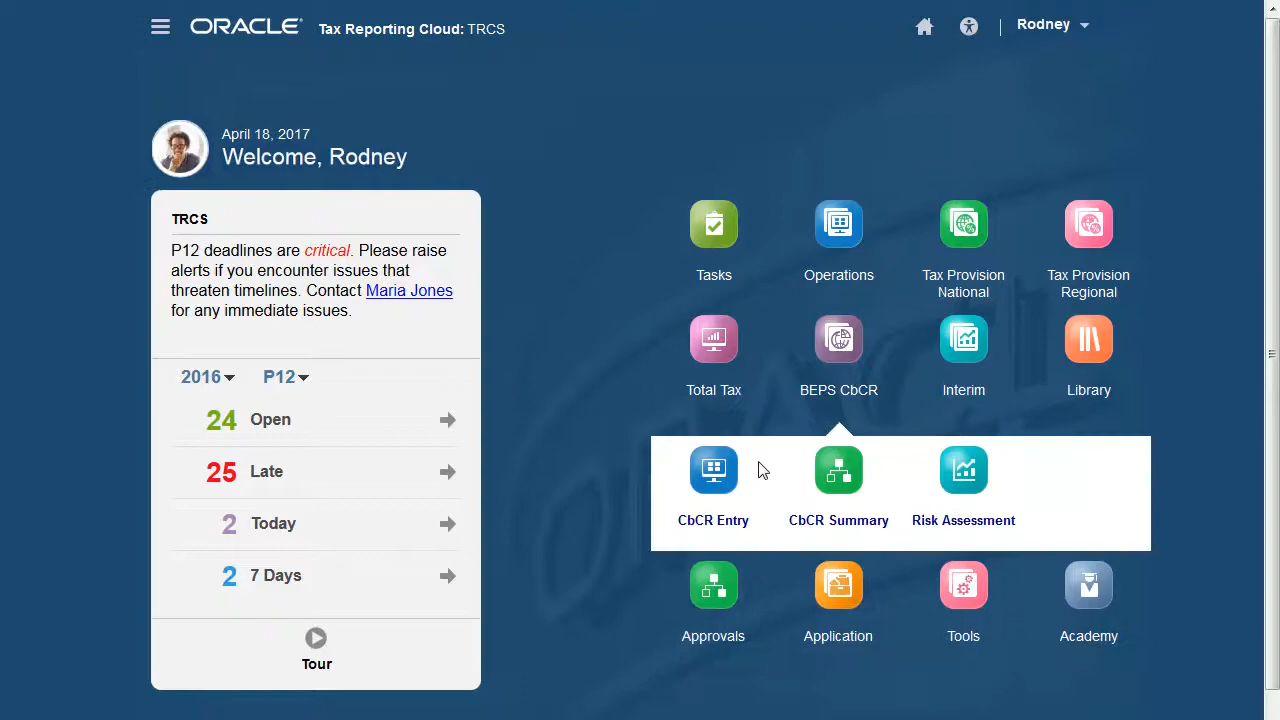 ORACLE® Tax Reporting Cloud: TRCS
Rodney
April 18, 2017
Welcome, Rodney
TRCS
P12 deadlines are critical. Please raise
alerts if you encounter issues that
threaten timelines. Contact Maria Jones
for any immediate issues.
2016 P12
24 Open
25 Late
2 Today
2 7 Days
Tour
Tasks
Operations
Tax Provision
National
Tax Provision
Regional
Total Tax
BEPS CbCR
Interim
Library
CbCR Entry
CbCR Summary
Risk Assessment
Approvals
Application
Tools
Academy